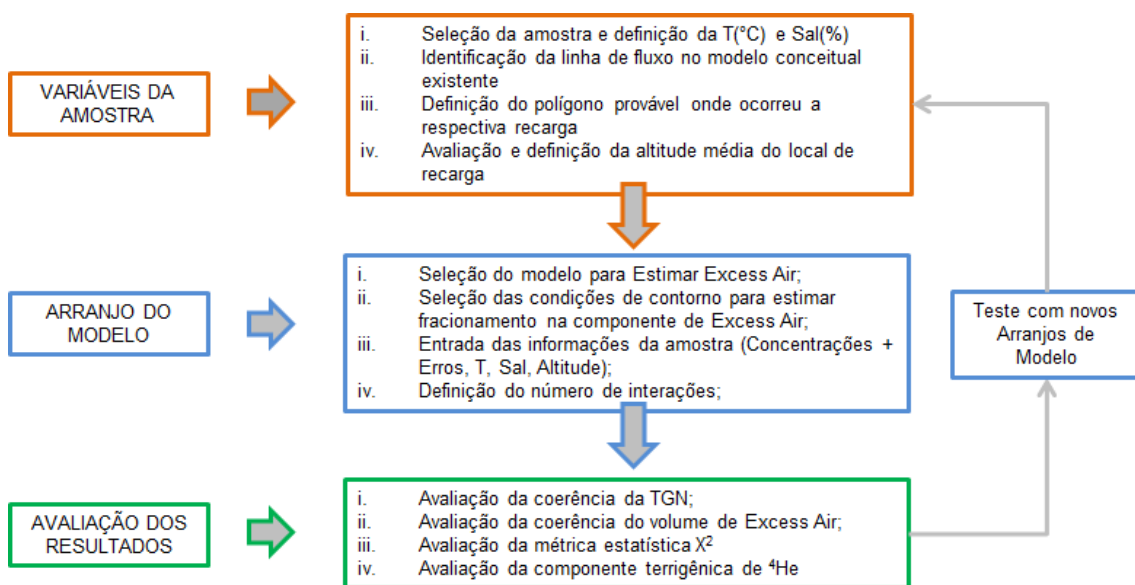 VARIÁVEIS DA
AMOSTRA
i. Seleção da amostra e definição da T(°C) e Sal(%)
ii. Identificação da linha de fluxo no modelo conceitual
existente
iii. Definição do polígono provável onde ocorreu a
respectiva recarga
iv. Avaliação e definição da altitude média do local de
recarga
ARRANJO DO
MODELO
i. Seleção do modelo para Estimar Excess Air;
ii. Seleção das condições de contorno para estimar
fracionamento na componente de Excess Air;
iii. Entrada das informações da amostra (Concentrações +
Erros, T, Sal, Altitude);
iv. Definição do número de interações;
Teste com novos
Arranjos de
Modelo
AVALIAÇÃO DOS
RESULTADOS
i. Avaliação da coerência da TGN;
ii. Avaliação da coerência do volume de Excess Air;
iii. Avaliação da métrica estatística X²
iv. Avaliação da componente terrigênica de ⁴He